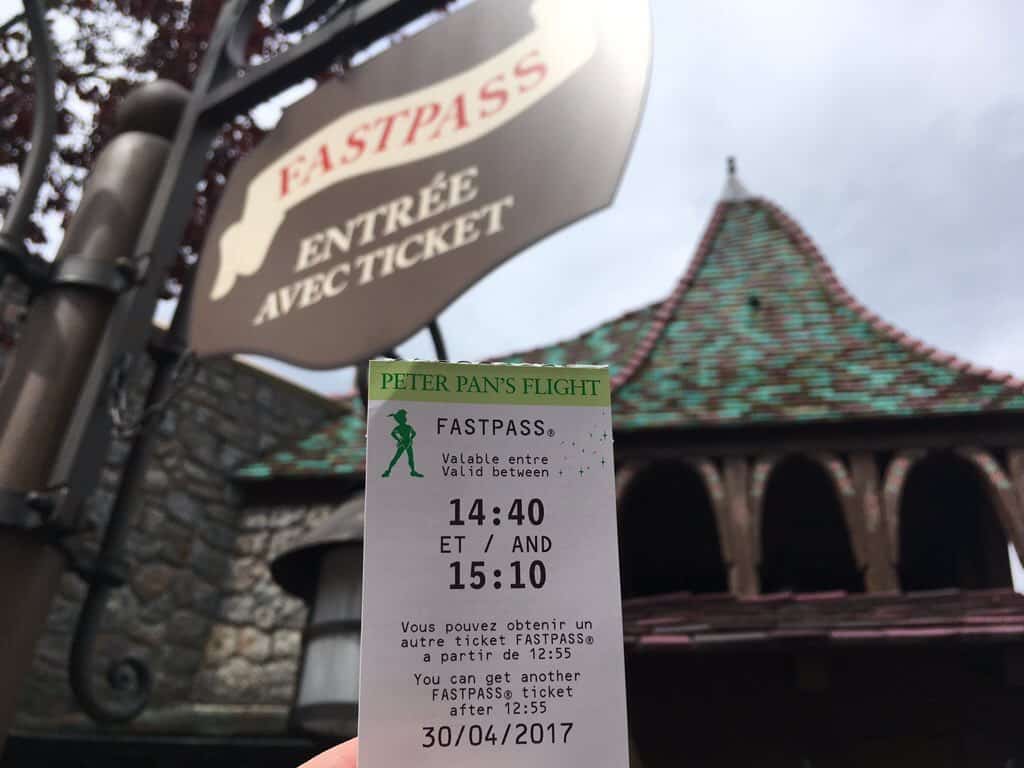 FASTPASS
ENTRÉE
AVEC TICKET
PETER PAN'S FLIGHT
FASTPASS®
Valable entre
Valid between
14:40
ET / AND
15:10
Vous pouvez obtenir un
autre ticket FASTPASS®
a partir de 12:55
You can get another
FASTPASS® ticket
after 12:55
30/04/2017